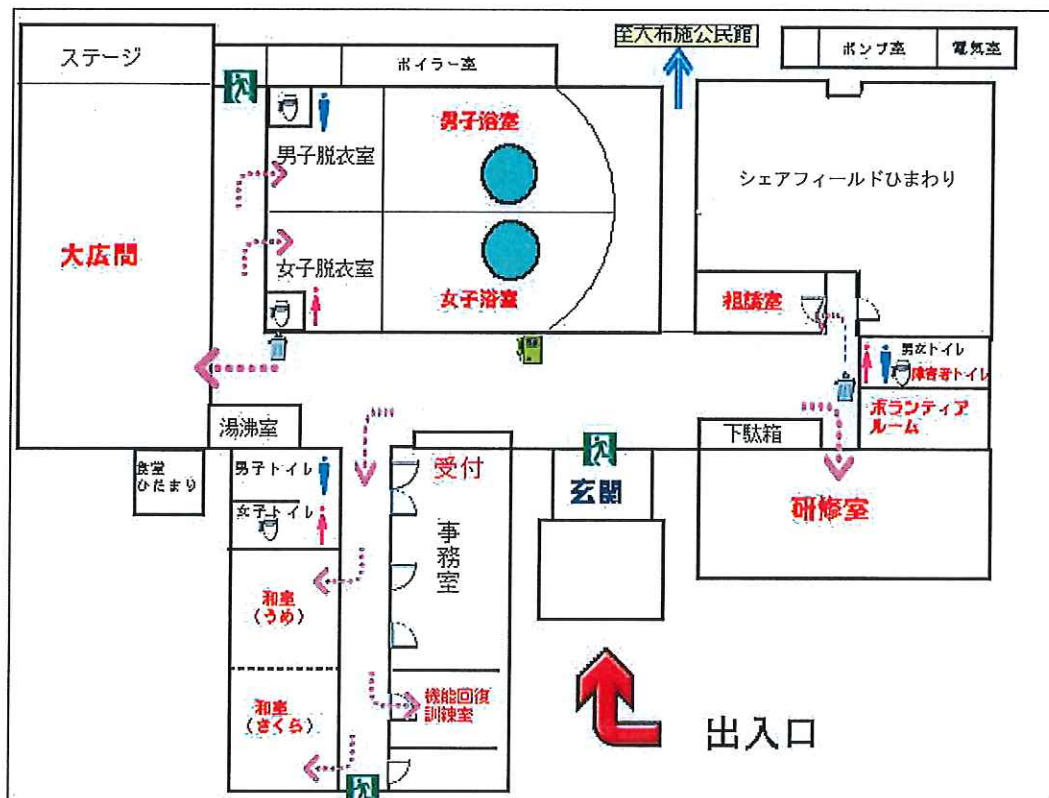 ステージ
ボイラー室
至大布施公民館
ポンプ室
電気室
男子浴室
男子脱衣室
シェアフィールドひまわり
大広間
女子脱衣室
女子浴室
相談室
男女トイレ
障害者トイレ
ボランティア
ルーム
湯沸室
下駄箱
食堂
ひだまり
男子トイレ
女子トイレ
受付
玄関
研修室
事務室
和室
(うめ)
機能回復
訓練室
和室
(さくら)
出入口